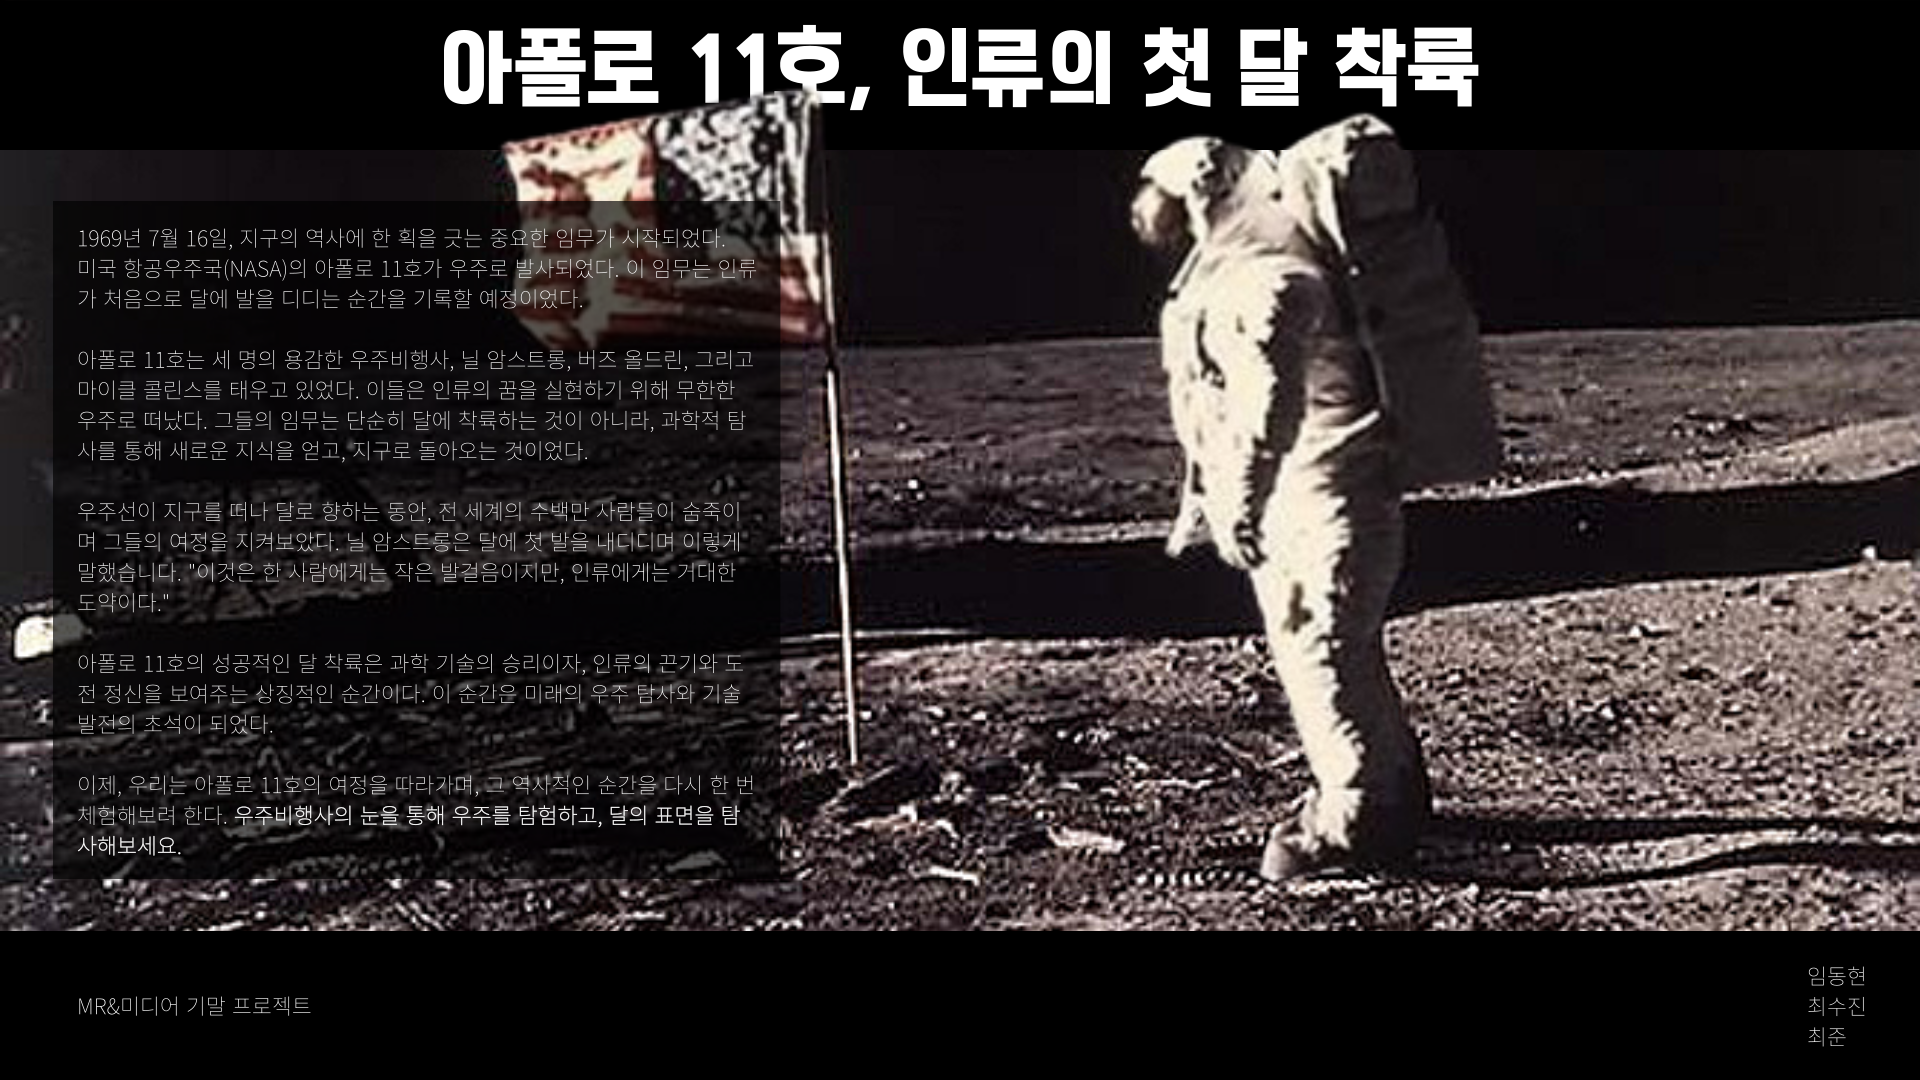 아폴로 11호, 인류의 첫 달 착륙
1969년 7월 16일, 지구의 역사에 한 획을 긋는 중요한 임무가 시작되었다.
미국 항공우주국(NASA)의 아폴로 11호가 우주로 발사되었다. 이 임무는 인류
가 처음으로 달에 발을 디디는 순간을 기록할 예정이었다.
아폴로 11호는 세 명의 용감한 우주비행사, 닐 암스트롱, 버즈 올드린, 그리고
마이클 콜린스를 태우고 있었다. 이들은 인류의 꿈을 실현하기 위해 무한한
우주로 떠났다. 그들의 임무는 단순히 달에 착륙하는 것이 아니라, 과학적 탐
사를 통해 새로운 지식을 얻고, 지구로 돌아오는 것이었다.
우주선이 지구를 떠나 달로 향하는 동안, 전 세계의 수백만 사람들이 숨죽이
며 그들의 여정을 지켜보았다. 닐 암스트롱은 달에 첫 발을 내디디며 이렇게
말했습니다. "이것은 한 사람에게는 작은 발걸음이지만, 인류에게는 거대한
도약이다."
아폴로 11호의 성공적인 달 착륙은 과학 기술의 승리이자, 인류의 끈기와 도
전 정신을 보여주는 상징적인 순간이다. 이 순간은 미래의 우주 탐사와 기술
발전의 초석이 되었다.
이제, 우리는 아폴로 11호의 여정을 따라가며, 그 역사적인 순간을 다시 한 번
체험해보려 한다. 우주비행사의 눈을 통해 우주를 탐험하고, 달의 표면을 탐
사해보세요.
MR&미디어 기말 프로젝트
임동현
최수진
최준